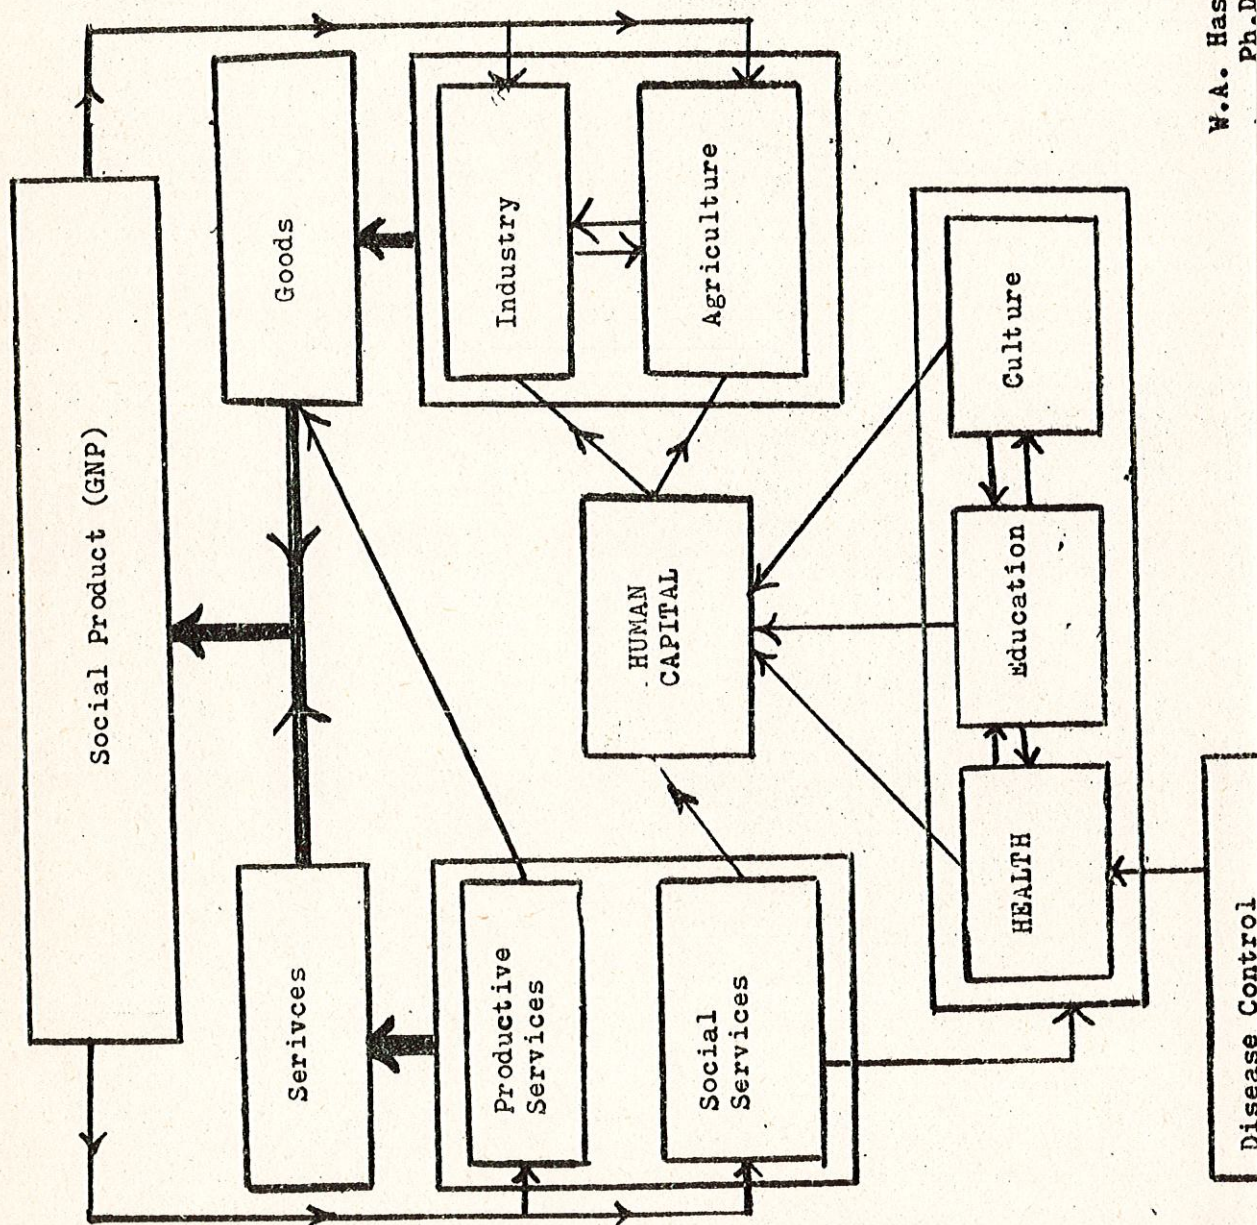 Social Product (GNP)
Serivces
Goods
Productive
Services
Industry
HUMAN
CAPITAL
Social
Services
Agriculture
HEALTH
Education
Culture
Disease Control
W.A. Has
Ph.D